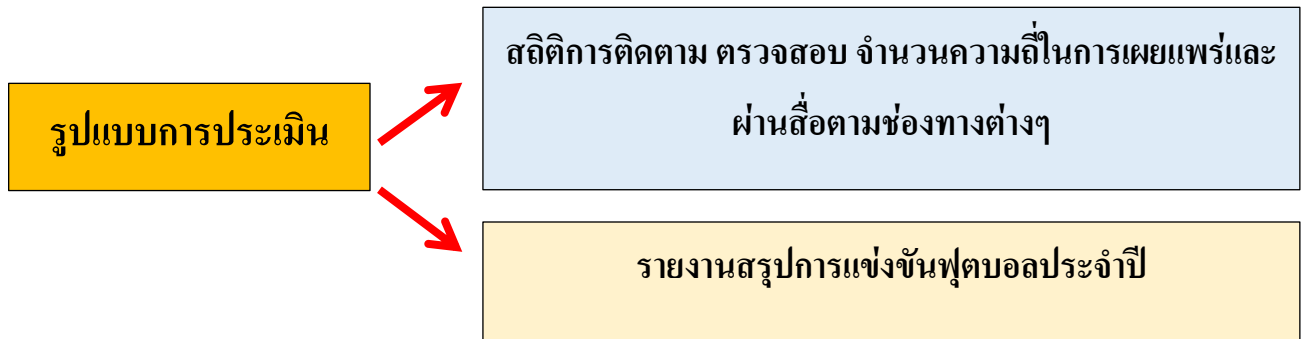 รูปแบบการประเมิน
สถิติการติดตาม ตรวจสอบ จำนวนความถี่ในการเผยแพร่และ
ผ่านสื่อตามช่องทางต่างๆ
รายงานสรุปการแข่งขันฟุตบอลประจำปี